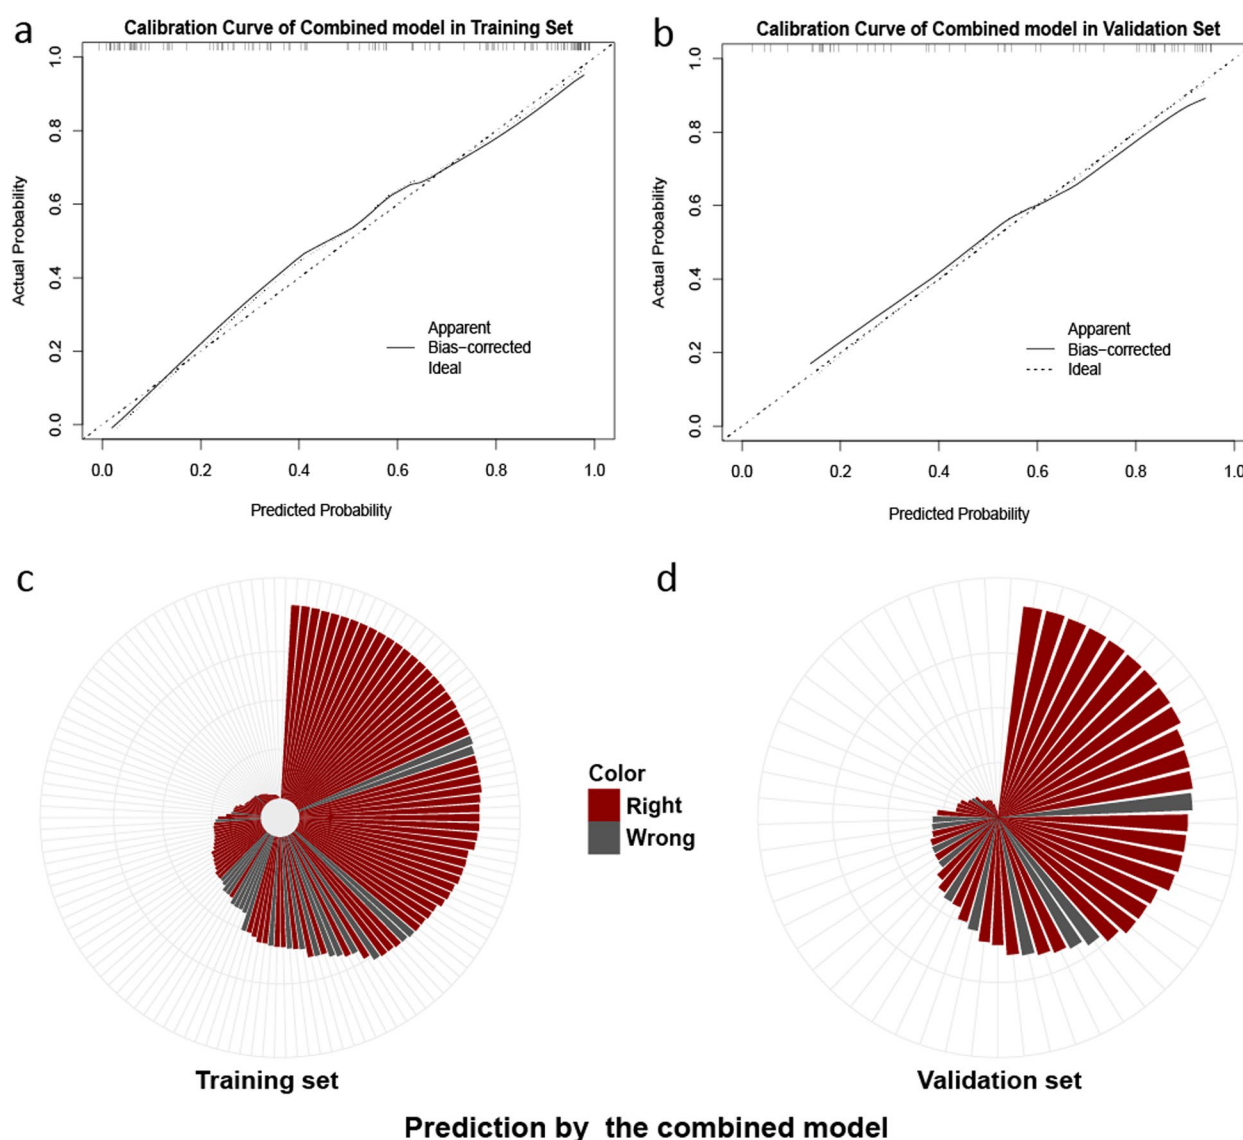 a
Calibration Curve of Combined model in Training Set
Actual Probability
1.0
0.8
0.6
0.4
0.2
0.0
Apparent
Bias-corrected
Ideal
0.0 0.2 0.4 0.6 0.8 1.0
Predicted Probability
b
Calibration Curve of Combined model in Validation Set
Actual Probability
1.0
0.8
0.6
0.4
0.2
0.0
Apparent
Bias-corrected
Ideal
0.0 0.2 0.4 0.6 0.8 1.0
Predicted Probability
c
Training set
Color
Right
Wrong
d
Validation set
Prediction by the combined model